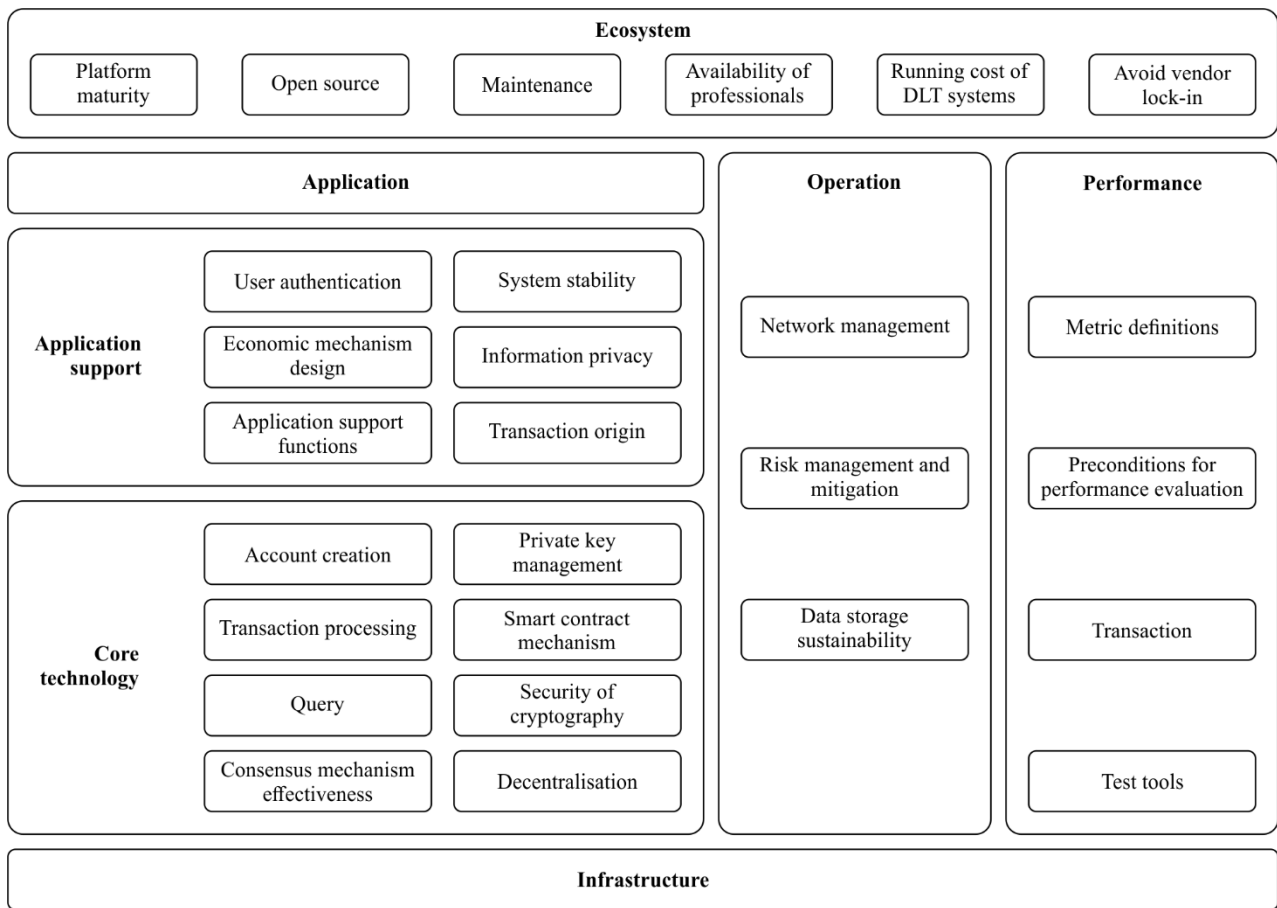 Ecosystem
Platform
maturity
Open source
Maintenance
Availability of
professionals
Running cost of
DLT systems
Avoid vendor
lock-in
Application
Application
support
User authentication
System stability
Economic mechanism
design
Information privacy
Application support
functions
Transaction origin
Core
technology
Account creation
Private key
management
Transaction processing
Smart contract
mechanism
Query
Security of
cryptography
Consensus mechanism
effectiveness
Decentralisation
Operation
Network management
Risk management and
mitigation
Data storage
sustainability
Performance
Metric definitions
Preconditions for
performance evaluation
Transaction
Test tools
Infrastructure